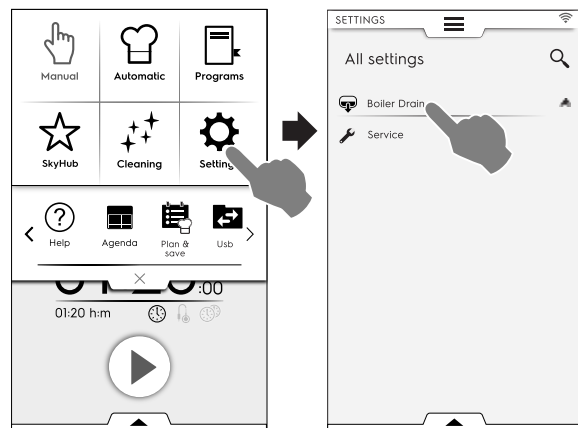 Manual Automatic Programs
SkyHub Cleaning Setting
Help Agenda Plan & save Usb
:00
01:20 h:m
SETTINGS
All settings
Boiler Drain
Service